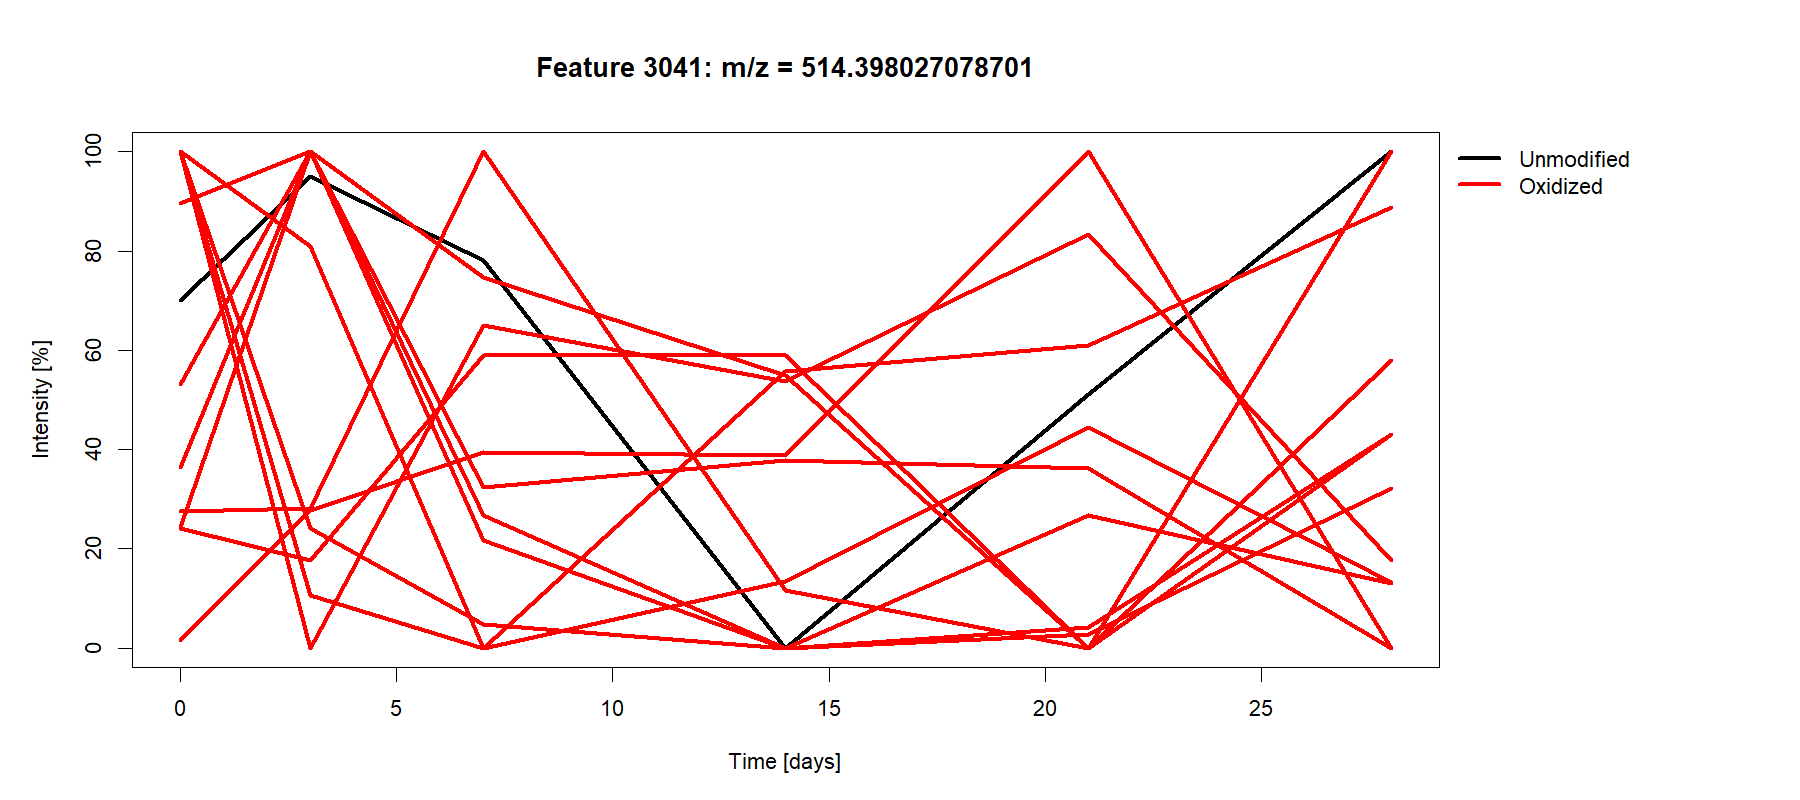 Feature 3041: m/z = 514.398027078701
Unmodified
Oxidized
Intensity [%]
100
80
60
40
20
0
0 5 10 15 20 25
Time [days]